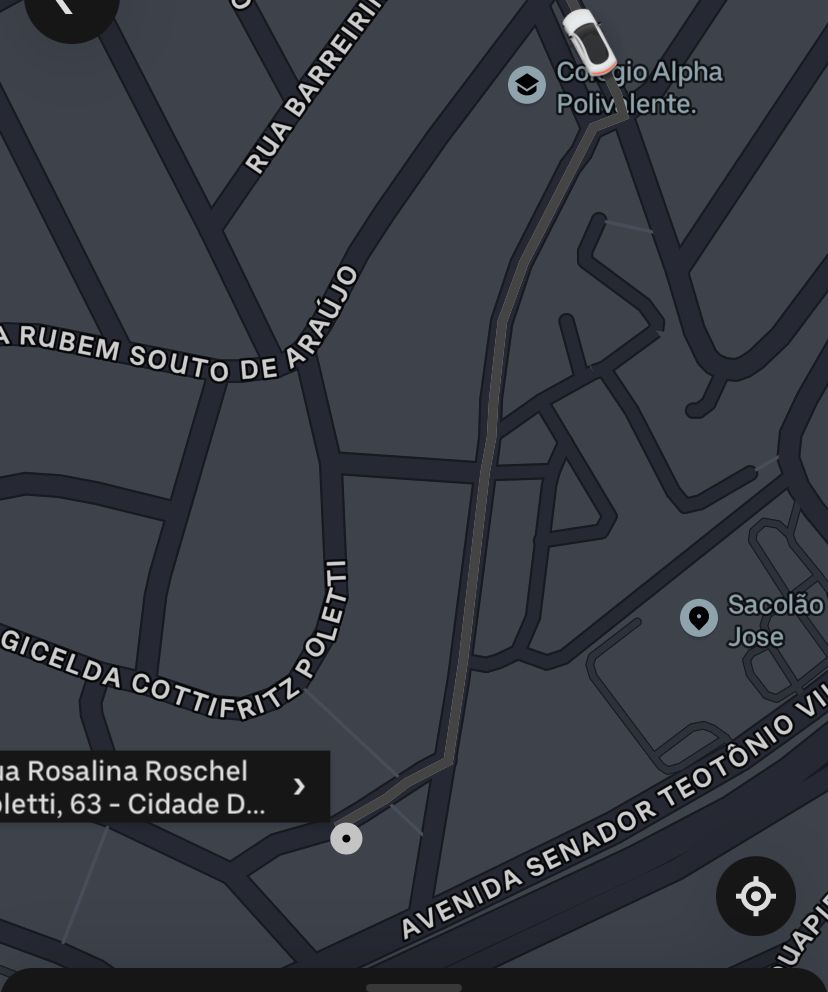 RUA BARREIRI
Colégio Alpha
Polivalente.
A RUBEM SOUTO DE ARAÚJO
GICELDA COTTIFRITZ POLETTI
Sacolão
Jose
ua Rosalina Roschel
oletti, 63 - Cidade D...
AVENIDA SENADOR TEOTÔNIO VI
GUAPI